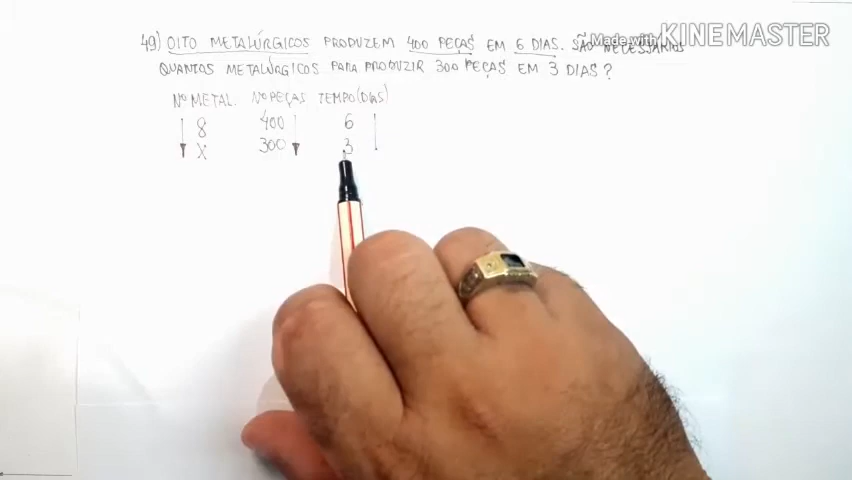 49) OITO METALÚRGICOS PRODUZEM 400 PEÇAS EM 6 DIAS. SÃO NECESSÁRIOS
QUANTOS METALÚRGICOS PARA PRODUZIR 300 PEÇAS EM 3 DIAS?
Nº METAL. Nº PEÇAS TEMPO (DIAS)
8 400 6
X 300 3
Made with KINEMASTER